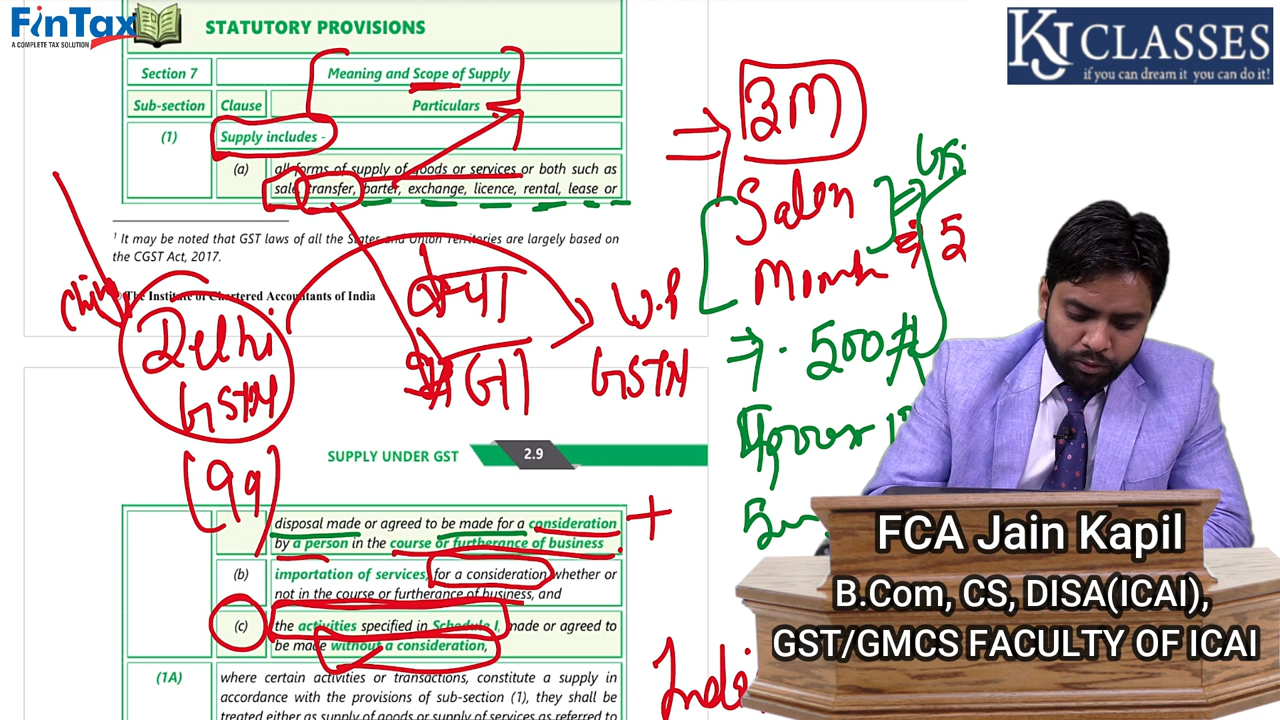 FinTax
A COMPLETE TAX SOLUTION
STATUTORY PROVISIONS
Section 7
Meaning and Scope of Supply
Sub-section
Clause
Particulars
(1)
Supply includes -
(a)
all forms of supply of goods or services or both such as
sale, transfer, barter, exchange, licence, rental, lease or
1 It may be noted that GST laws of all the States and Union Territories are largely based on
the CGST Act, 2017.
© The Institute of Chartered Accountants of India
Delhi
GSTN
GSTN
SUPPLY UNDER GST
2.9
disposal made or agreed to be made for a consideration
by a person in the course or furtherance of business
(b)
importation of services, for a consideration whether or
not in the course or furtherance of business, and
(c)
the activities specified in Schedule I, made or agreed to
be made without a consideration,
(1A)
where certain activities or transactions, constitute a supply in
accordance with the provisions of sub-section (1), they shall
treated either as supply of goods or supply of services as referred to
Salon
500
KJ CLASSES
if you can dream it you can do it!
FCA Jain Kapil
B.Com, CS, DISA(ICAI),
GST/GMCS FACULTY OF ICAI